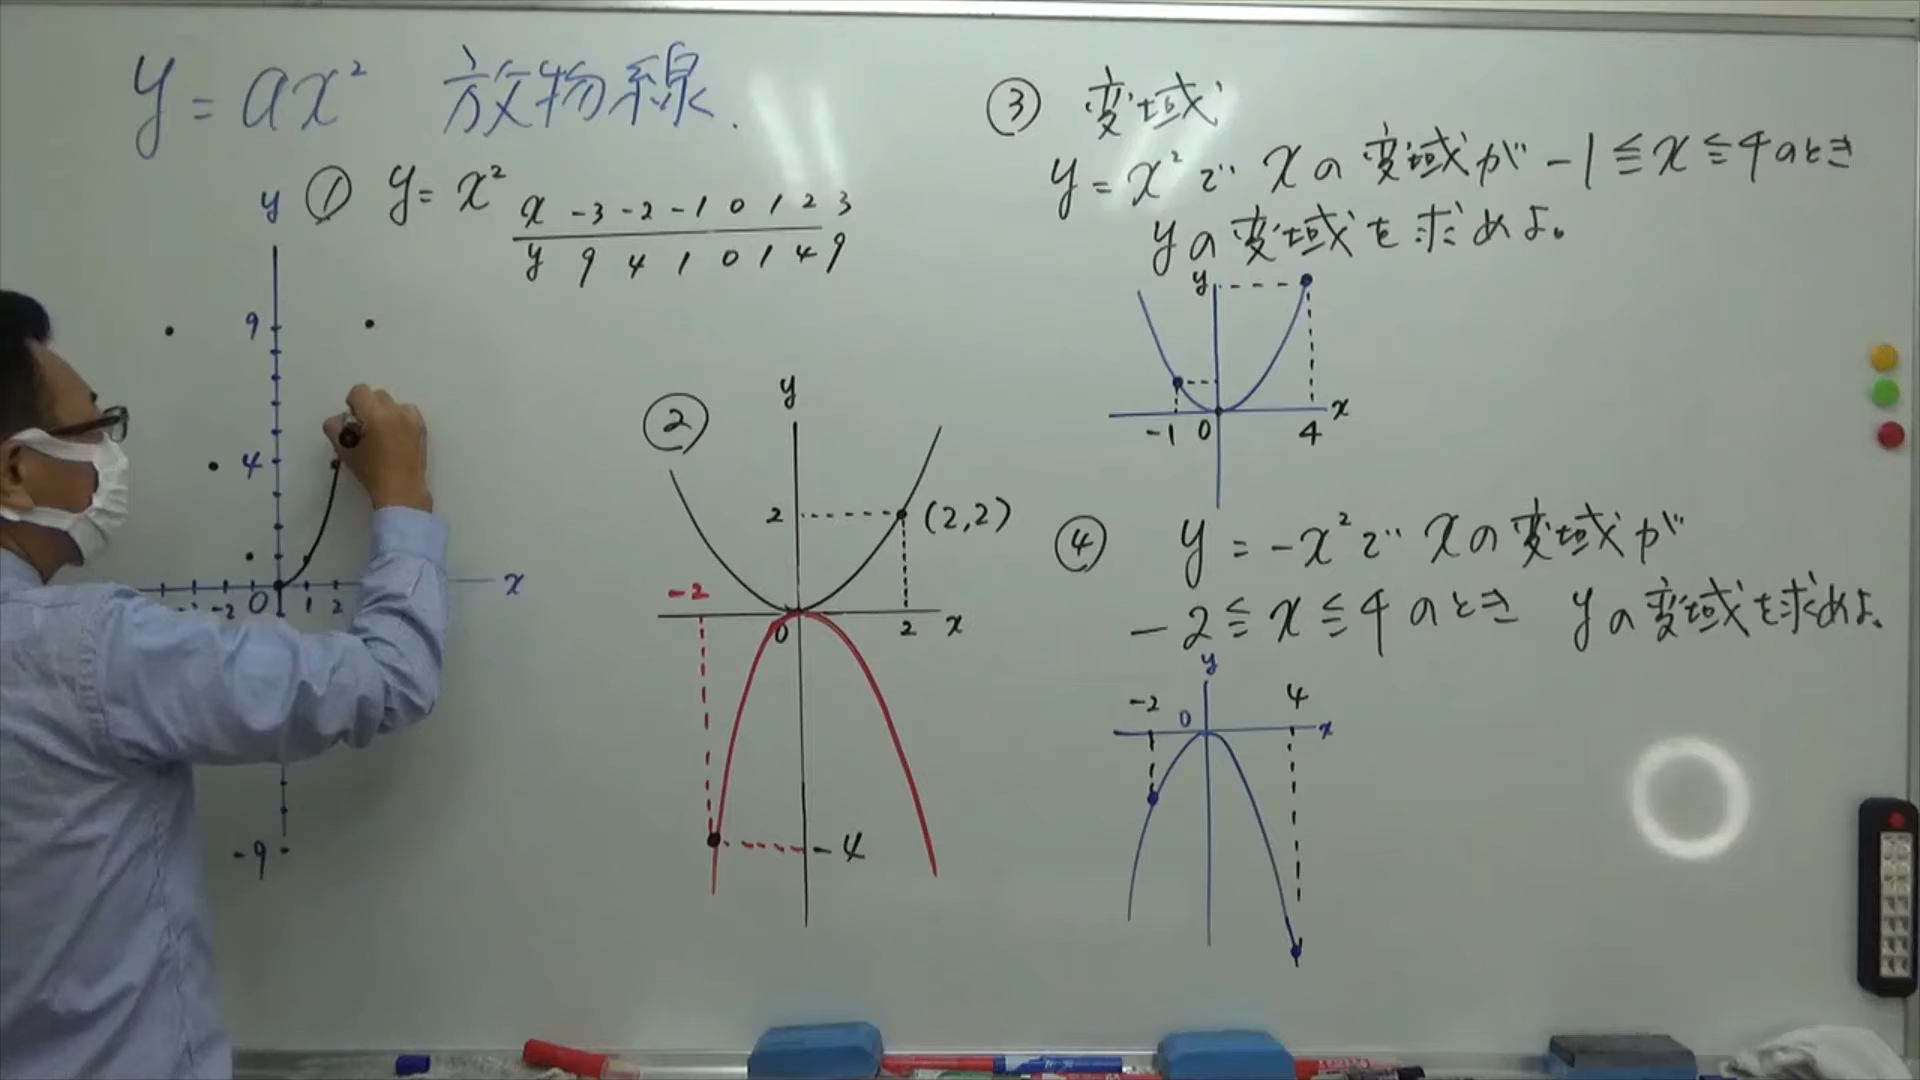 y = ax² 放物線.
① y = x²
x -3 -2 -1 0 1 2 3
y 9 4 1 0 1 4 9
y
9
4
-2 0 1 2 x
-9
②
y
2 (2,2)
-2 0 2 x
-4
③ 変域
y = x² で xの変域が -1 ≦ x ≦ 4のとき
yの変域を求めよ。
y
-1 0 4 x
④ y = -x² で xの変域が
-2 ≦ x ≦ 4 のとき yの変域を求めよ。
y
-2 0 4 x